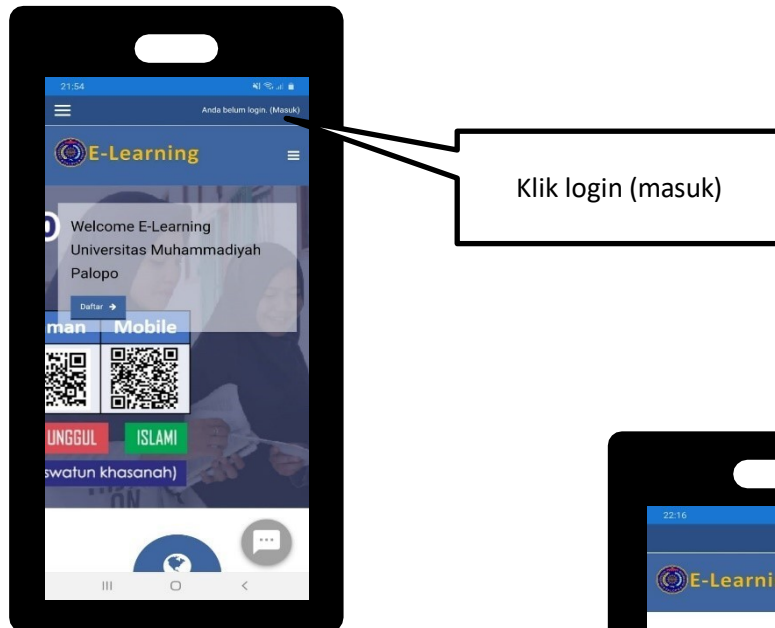 21:54
Anda belum login. (Masuk)
E-Learning
Klik login (masuk)
Welcome E-Learning
Universitas Muhammadiyah
Palopo
Daftar →
man Mobile
UNGGUL ISLAMI
swatun khasanah)
22:16
E-Learni